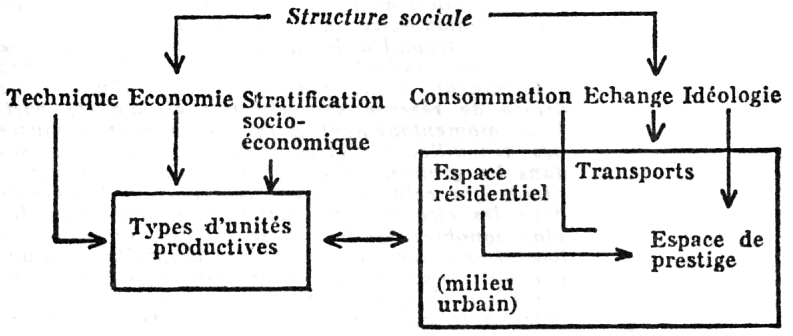 Structure sociale
Technique Economie Stratification
socio-
économique
Consommation Echange Idéologie
Types d'unités
productives
Espace
résidentiel
Transports
Espace de
prestige
(milieu
urbain)